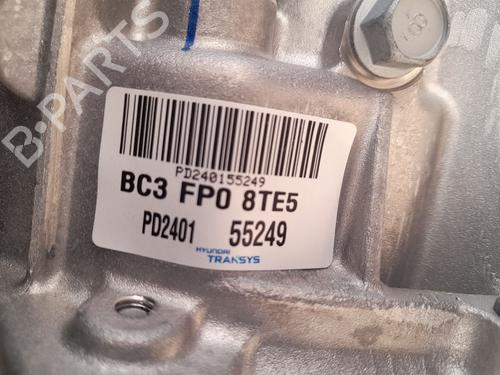 B-PARTS
PD240155249
BC3 FP0 8TE5
PD2401 55249
HYUNDAI
TRANSYS